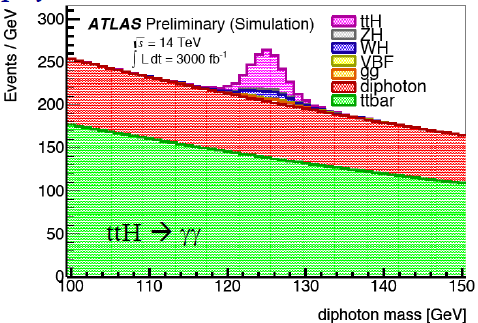 ATLAS Preliminary (Simulation)
√s = 14 TeV
∫ L dt = 3000 fb⁻¹
ttH
ZH
WH
VBF
gg
diphoton
ttbar
Events / GeV
300
250
200
150
100
50
0
ttH → γγ
100 110 120 130 140 150
diphoton mass [GeV]